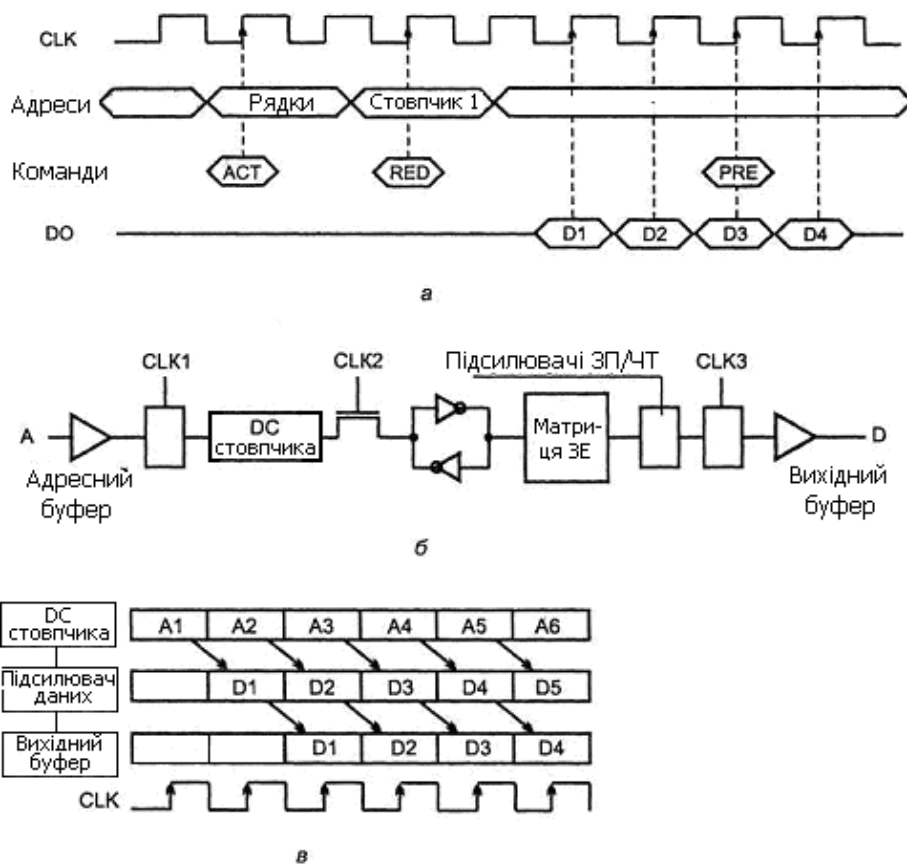 CLK
Адреси Рядки Стовпчик 1
Команди ACT RED PRE
DO D1 D2 D3 D4
а
CLK1 CLK2 Підсилювачі ЗП/ЧТ CLK3
A DC стовпчика Матри-
ця ЗЕ D
Адресний
буфер
Вихідний
буфер
б
DC
стовпчика
A1 A2 A3 A4 A5 A6
Підсилювач
даних
D1 D2 D3 D4 D5
Вихідний
буфер
D1 D2 D3 D4
CLK
в